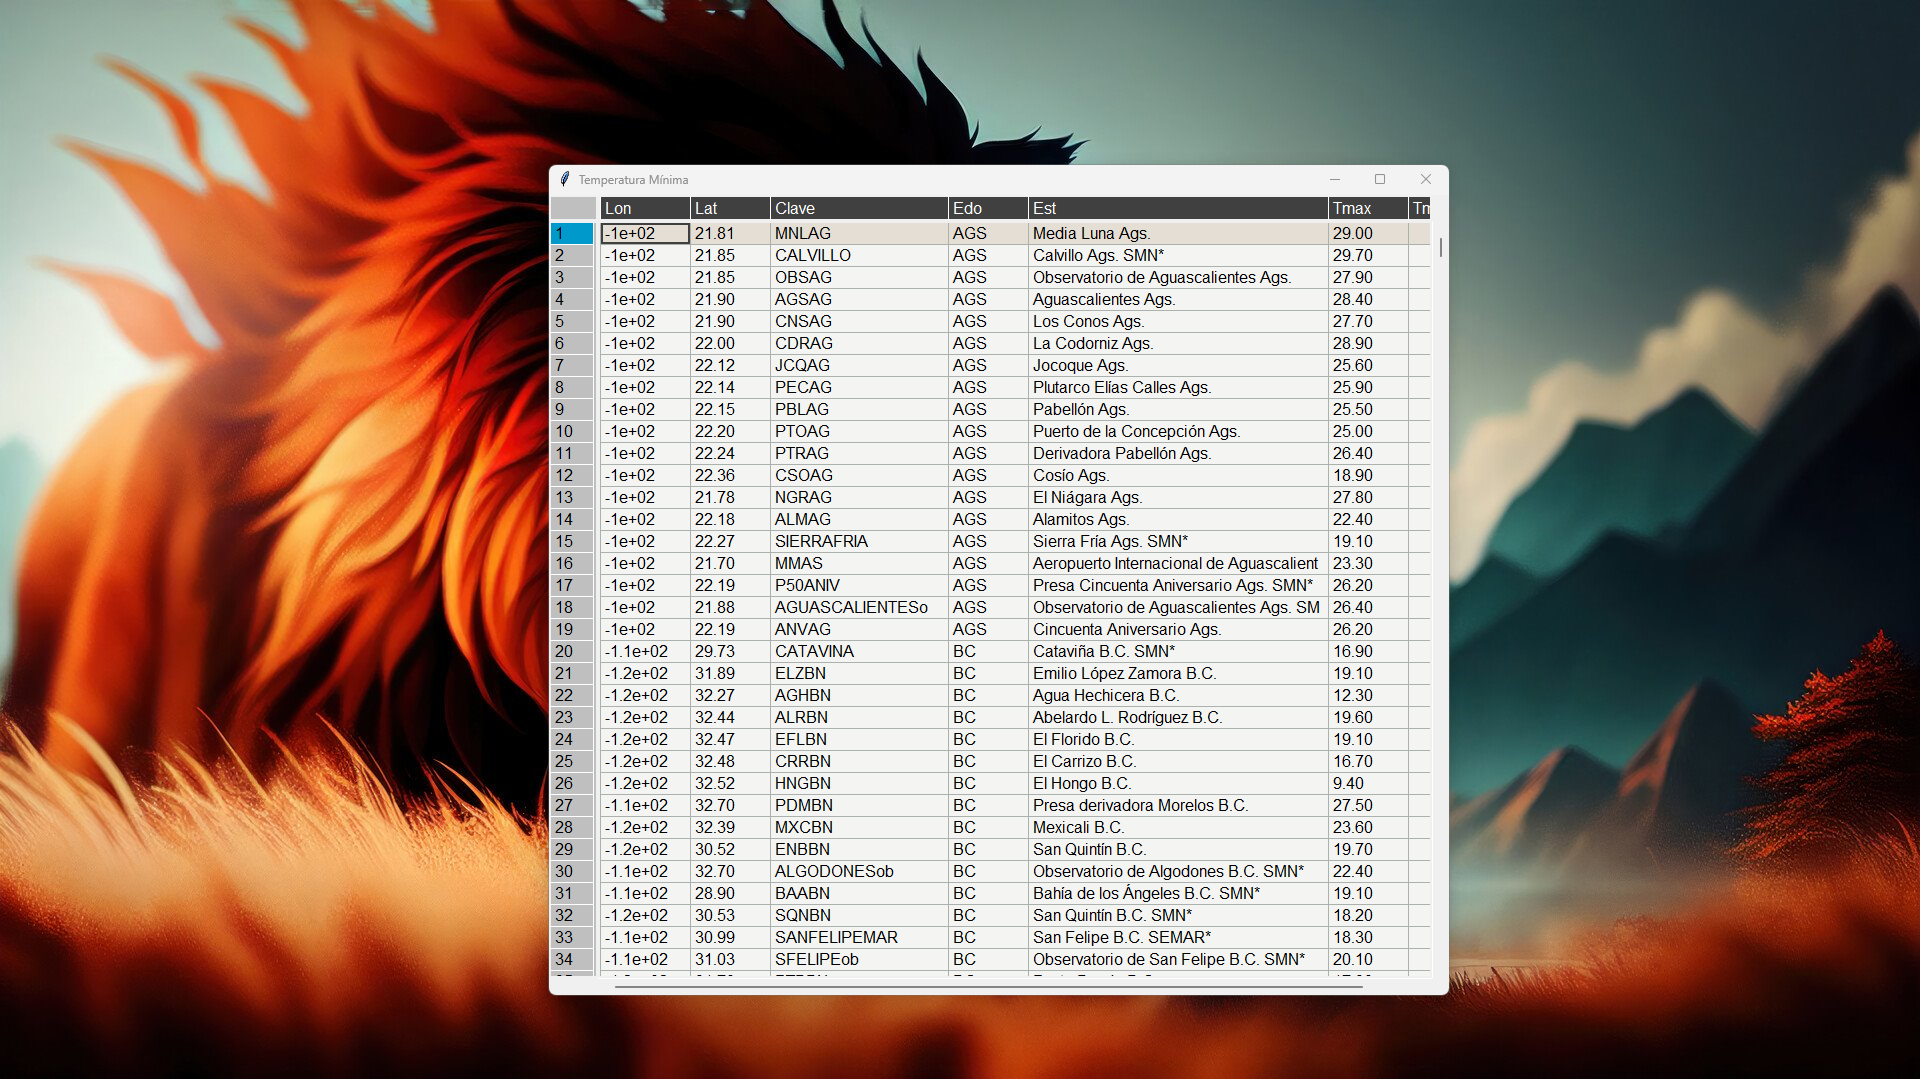 Temperatura Mínima
Lon Lat Clave Edo Est Tmax
1 -1e+02 21.81 MNLAG AGS Media Luna Ags. 29.00
2 -1e+02 21.85 CALVILLO AGS Calvillo Ags. SMN* 29.70
3 -1e+02 21.85 OBSAG AGS Observatorio de Aguascalientes Ags. 27.90
4 -1e+02 21.90 AGSAG AGS Aguascalientes Ags. 28.40
5 -1e+02 21.90 CNSAG AGS Los Conos Ags. 27.70
6 -1e+02 22.00 CDRAG AGS La Codorniz Ags. 28.90
7 -1e+02 22.12 JCQAG AGS Jocoque Ags. 25.60
8 -1e+02 22.14 PECAG AGS Plutarco Elías Calles Ags. 25.90
9 -1e+02 22.15 PBLAG AGS Pabellón Ags. 25.50
10 -1e+02 22.20 PTOAG AGS Puerto de la Concepción Ags. 25.00
11 -1e+02 22.24 PTRAG AGS Derivadora Pabellón Ags. 26.40
12 -1e+02 22.36 CSOAG AGS Cosío Ags. 18.90
13 -1e+02 21.78 NGRAG AGS El Niágara Ags. 27.80
14 -1e+02 22.18 ALMAG AGS Alamitos Ags. 22.40
15 -1e+02 22.27 SIERRAFRIA AGS Sierra Fría Ags. SMN* 19.10
16 -1e+02 21.70 MMAS AGS Aeropuerto Internacional de Aguascalient 23.30
17 -1e+02 22.19 P50ANIV AGS Presa Cincuenta Aniversario Ags. SMN* 26.20
18 -1e+02 21.88 AGUASCALIENTESo AGS Observatorio de Aguascalientes Ags. SM 26.40
19 -1e+02 22.19 ANVAG AGS Cincuenta Aniversario Ags. 26.20
20 -1.1e+02 29.73 CATAVINA BC Cataviña B.C. SMN* 16.90
21 -1.2e+02 31.89 ELZBN BC Emilio López Zamora B.C. 19.10
22 -1.2e+02 32.27 AGHBN BC Agua Hechicera B.C. 12.30
23 -1.2e+02 32.44 ALRBN BC Abelardo L. Rodríguez B.C. 19.60
24 -1.2e+02 32.47 EFLBN BC El Florido B.C. 19.10
25 -1.2e+02 32.48 CRRBN BC El Carrizo B.C. 16.70
26 -1.2e+02 32.52 HNGBN BC El Hongo B.C. 9.40
27 -1.1e+02 32.70 PDMBN BC Presa derivadora Morelos B.C. 27.50
28 -1.2e+02 32.39 MXCBN BC Mexicali B.C. 23.60
29 -1.2e+02 30.52 ENBBN BC San Quintín B.C. 19.70
30 -1.1e+02 32.70 ALGODONESob BC Observatorio de Algodones B.C. SMN* 22.40
31 -1.1e+02 28.90 BAABN BC Bahía de los Ángeles B.C. SMN* 19.10
32 -1.2e+02 30.53 SQNBN BC San Quintín B.C. SMN* 18.20
33 -1.1e+02 30.99 SANFELIPEMAR BC San Felipe B.C. SEMAR* 18.30
34 -1.1e+02 31.03 SFELIPEob BC Observatorio de San Felipe B.C. SMN* 20.10